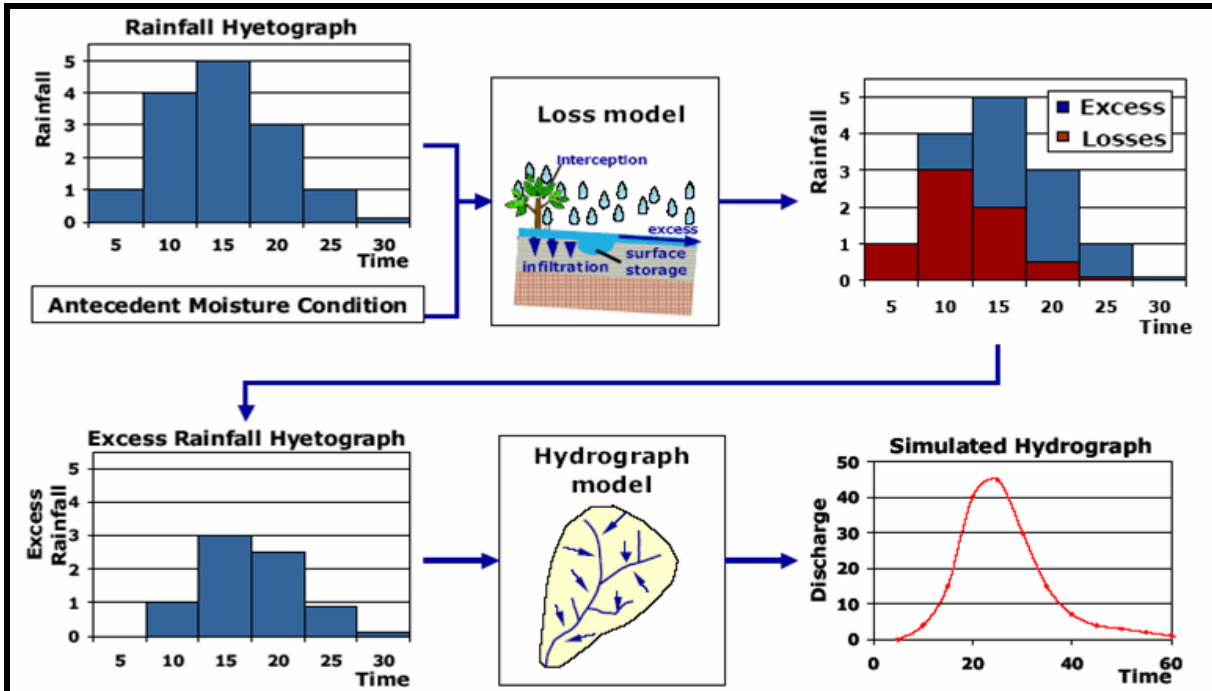 Rainfall Hyetograph
Rainfall
5
4
3
2
1
0
5 10 15 20 25 30
Time
Antecedent Moisture Condition
Loss model
Interception
excess
infiltration
surface
storage
Rainfall
5
4
3
2
1
0
Excess
Losses
5 10 15 20 25 30
Time
Excess Rainfall Hyetograph
Excess
Rainfall
5
4
3
2
1
0
5 10 15 20 25 30
Time
Hydrograph
model
Simulated Hydrograph
Discharge
50
40
30
20
10
0
0 20 40 60
Time